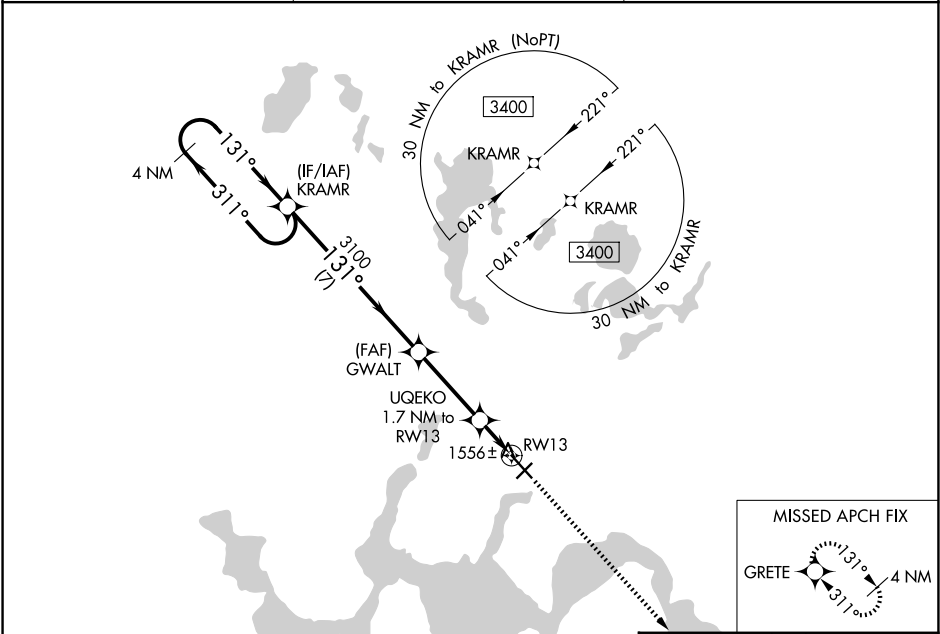 30 NM to KRAMR (NoPT)
3400
221°
KRAMR
041°
221°
KRAMR
041°
3400
30 NM to KRAMR
131°
4 NM
311°
(IF/IAF)
KRAMR
3100
131°
(7)
(FAF)
GWALT
UQEKO
1.7 NM to
RW13
RW13
1556±
MISSED APCH FIX
GRETE
131°
4 NM
311°